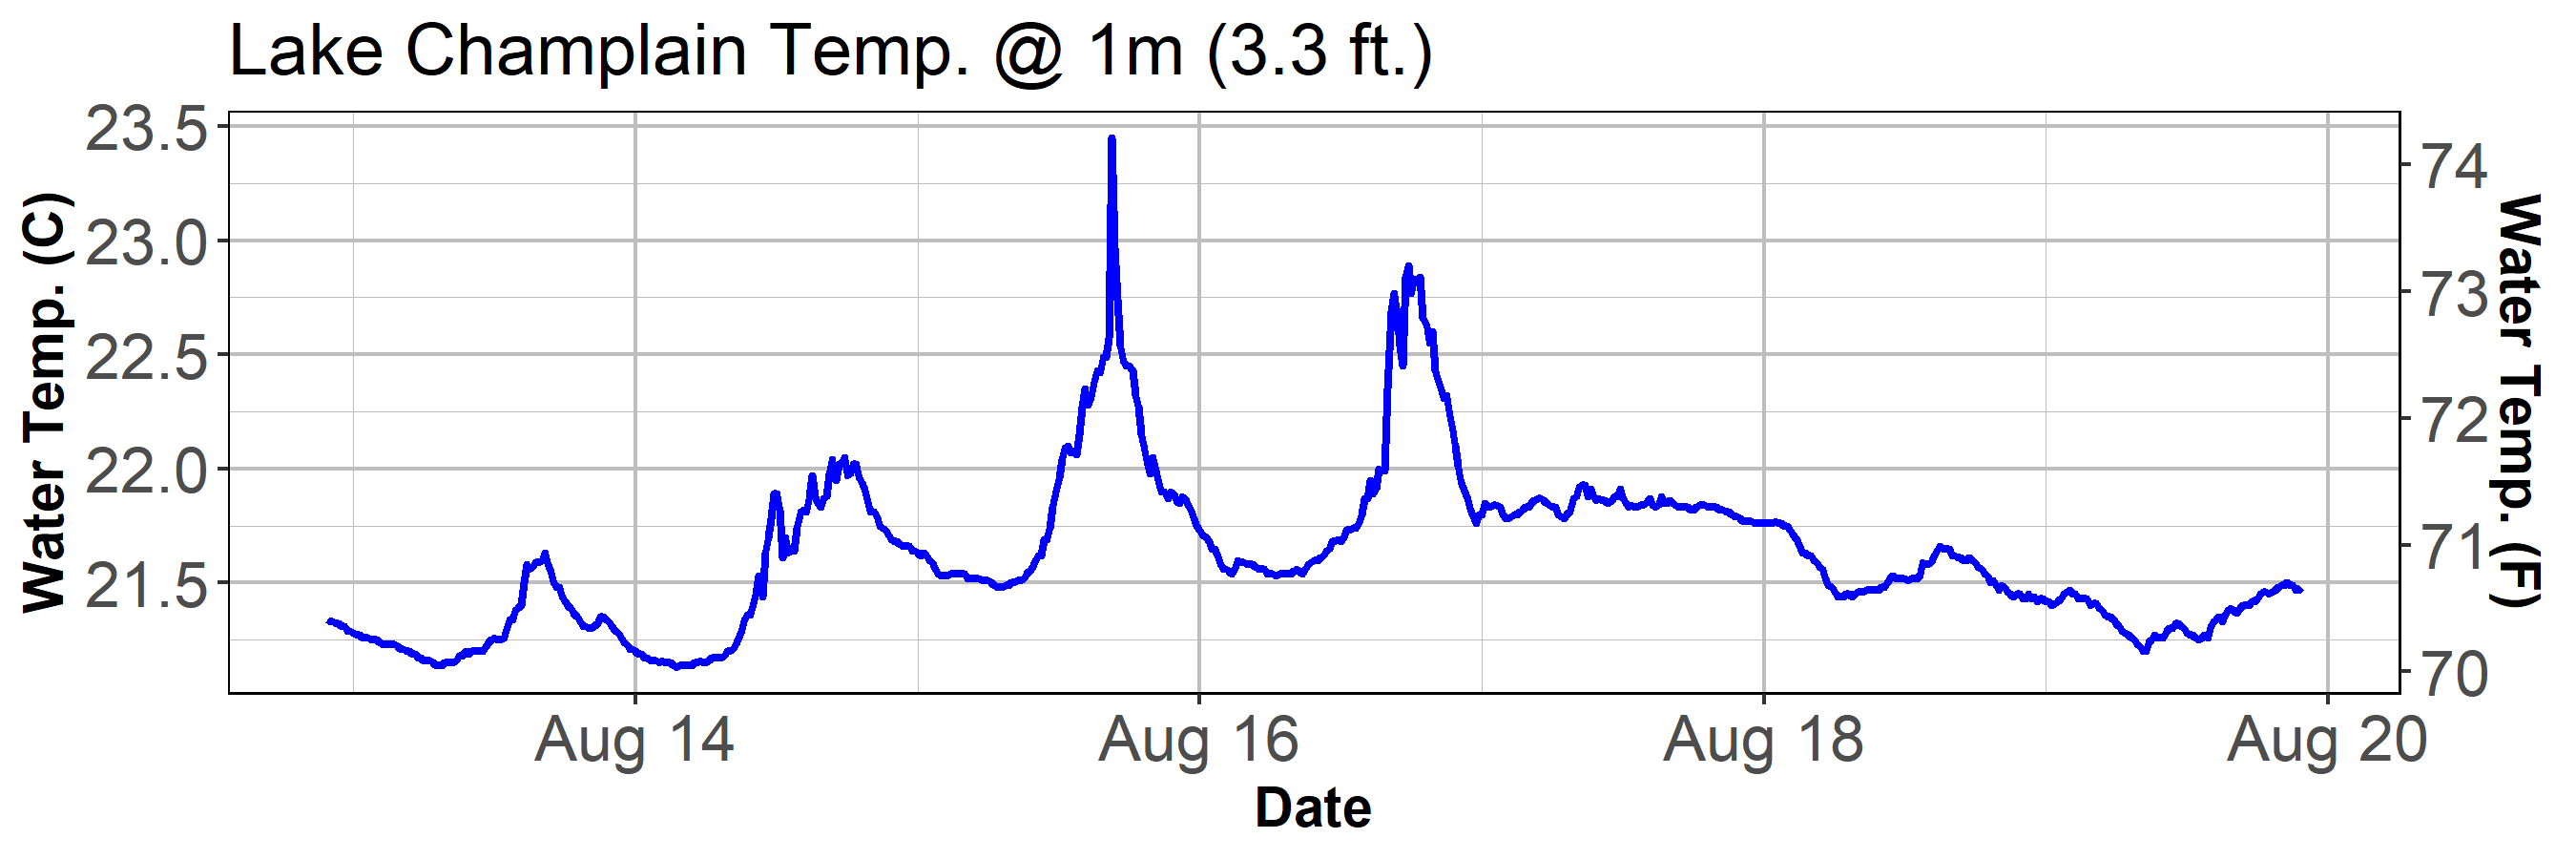 Lake Champlain Temp. @ 1m (3.3 ft.)
Water Temp. (C)
23.5
23.0
22.5
22.0
21.5
74
73
72
71
70
Water Temp. (F)
Aug 14 Aug 16 Aug 18 Aug 20
Date